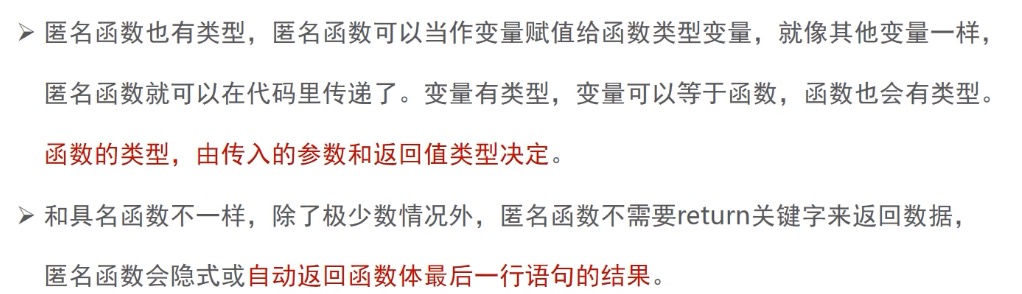 ➢ 匿名函数也有类型，匿名函数可以当作变量赋值给函数类型变量，就像其他变量一样，
匿名函数就可以在代码里传递了。变量有类型，变量可以等于函数，函数也会有类型。
函数的类型，由传入的参数和返回值类型决定。
➢ 和具名函数不一样，除了极少数情况外，匿名函数不需要return关键字来返回数据，
匿名函数会隐式或自动返回函数体最后一行语句的结果。